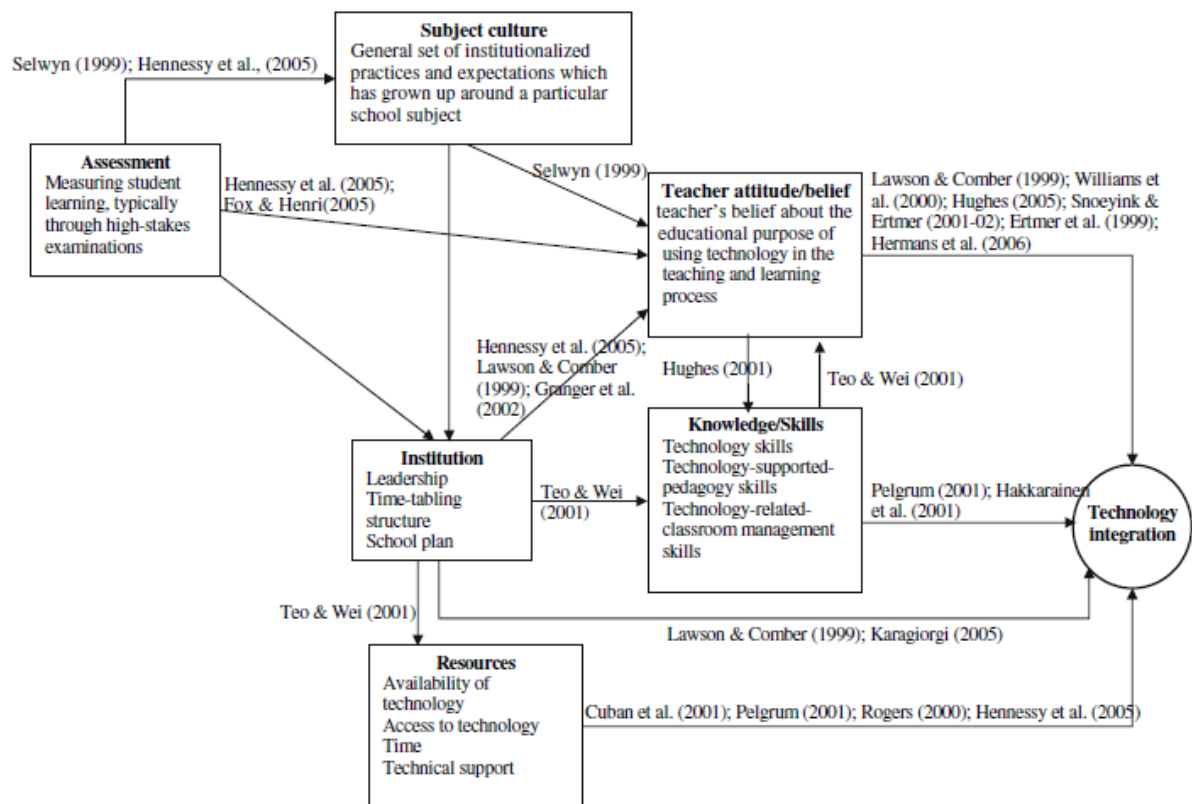 Subject culture
General set of institutionalized
practices and expectations which
has grown up around a particular
school subject
Selwyn (1999); Hennessy et al., (2005)
Assessment
Measuring student
learning, typically
through high-stakes
examinations
Hennessy et al. (2005);
Fox & Henri(2005)
Selwyn (1999)
Teacher attitude/belief
teacher's belief about the
educational purpose of
using technology in the
teaching and learning
process
Lawson & Comber (1999); Williams
et al. (2000); Hughes (2005); Snoeyink &
Ertmer (2001-02); Ertmer et al. (1999);
Hermans et al. (2006)
Hennessy et al. (2005);
Lawson & Comber
(1999); Granger et al.
(2002)
Hughes (2001)
Teo & Wei (2001)
Knowledge/Skills
Technology skills
Technology-supported-
pedagogy skills
Technology-related-
classroom management
skills
Institution
Leadership
Time-tabling
structure
School plan
Teo & Wei
(2001)
Pelgrum (2001); Hakkarainen
et al. (2001)
Technology
integration
Teo & Wei (2001)
Lawson & Comber (1999); Karagiorgi (2005)
Resources
Availability of
technology
Access to technology
Time
Technical support
Cuban et al. (2001); Pelgrum (2001); Rogers (2000); Hennessy et al. (2005)